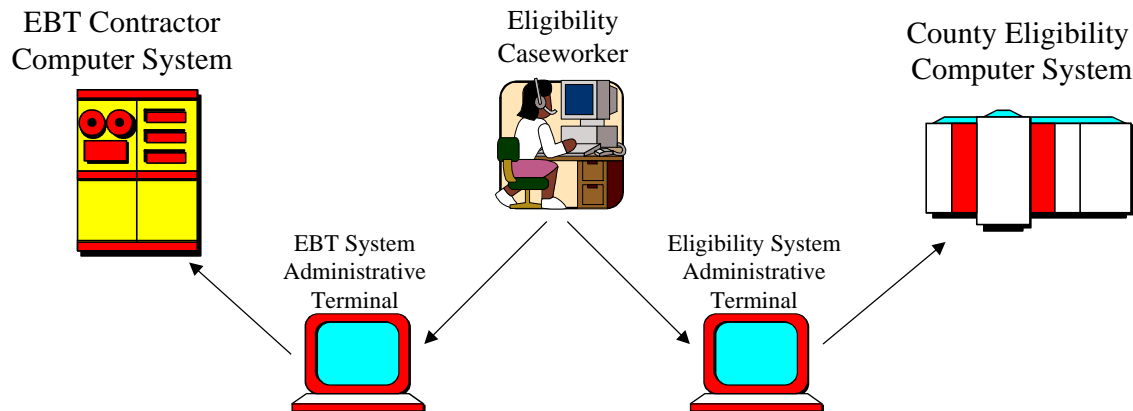 EBT Contractor
Computer System
Eligibility
Caseworker
County Eligibility
Computer System
EBT System
Administrative
Terminal
Eligibility System
Administrative
Terminal